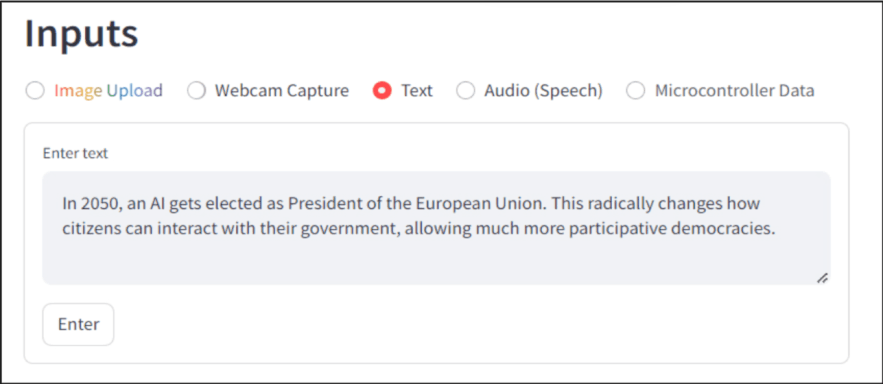 Inputs
Image Upload Webcam Capture Text Audio (Speech) Microcontroller Data
Enter text
In 2050, an AI gets elected as President of the European Union. This radically changes how
citizens can interact with their government, allowing much more participative democracies.
Enter